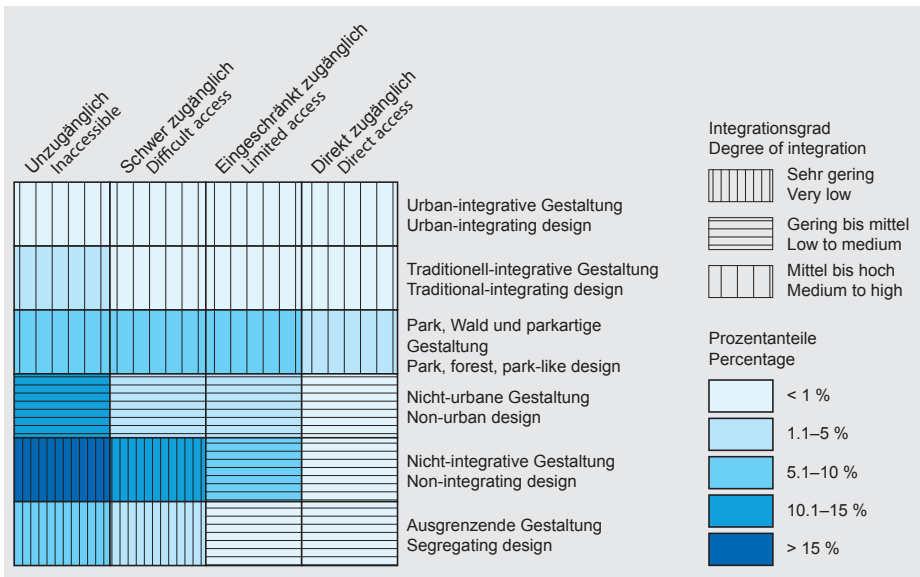 Unzugänglich
Inaccessible
Schwer zugänglich
Difficult access
Eingeschränkt zugänglich
Limited access
Direkt zugänglich
Direct access
Urban-integrative Gestaltung
Urban-integrating design
Traditionell-integrative Gestaltung
Traditional-integrating design
Park, Wald und parkartige
Gestaltung
Park, forest, park-like design
Nicht-urbane Gestaltung
Non-urban design
Nicht-integrative Gestaltung
Non-integrating design
Ausgrenzende Gestaltung
Segregating design
Integrationsgrad
Degree of integration
Sehr gering
Very low
Gering bis mittel
Low to medium
Mittel bis hoch
Medium to high
Prozentanteile
Percentage
< 1 %
1.1–5 %
5.1–10 %
10.1–15 %
> 15 %